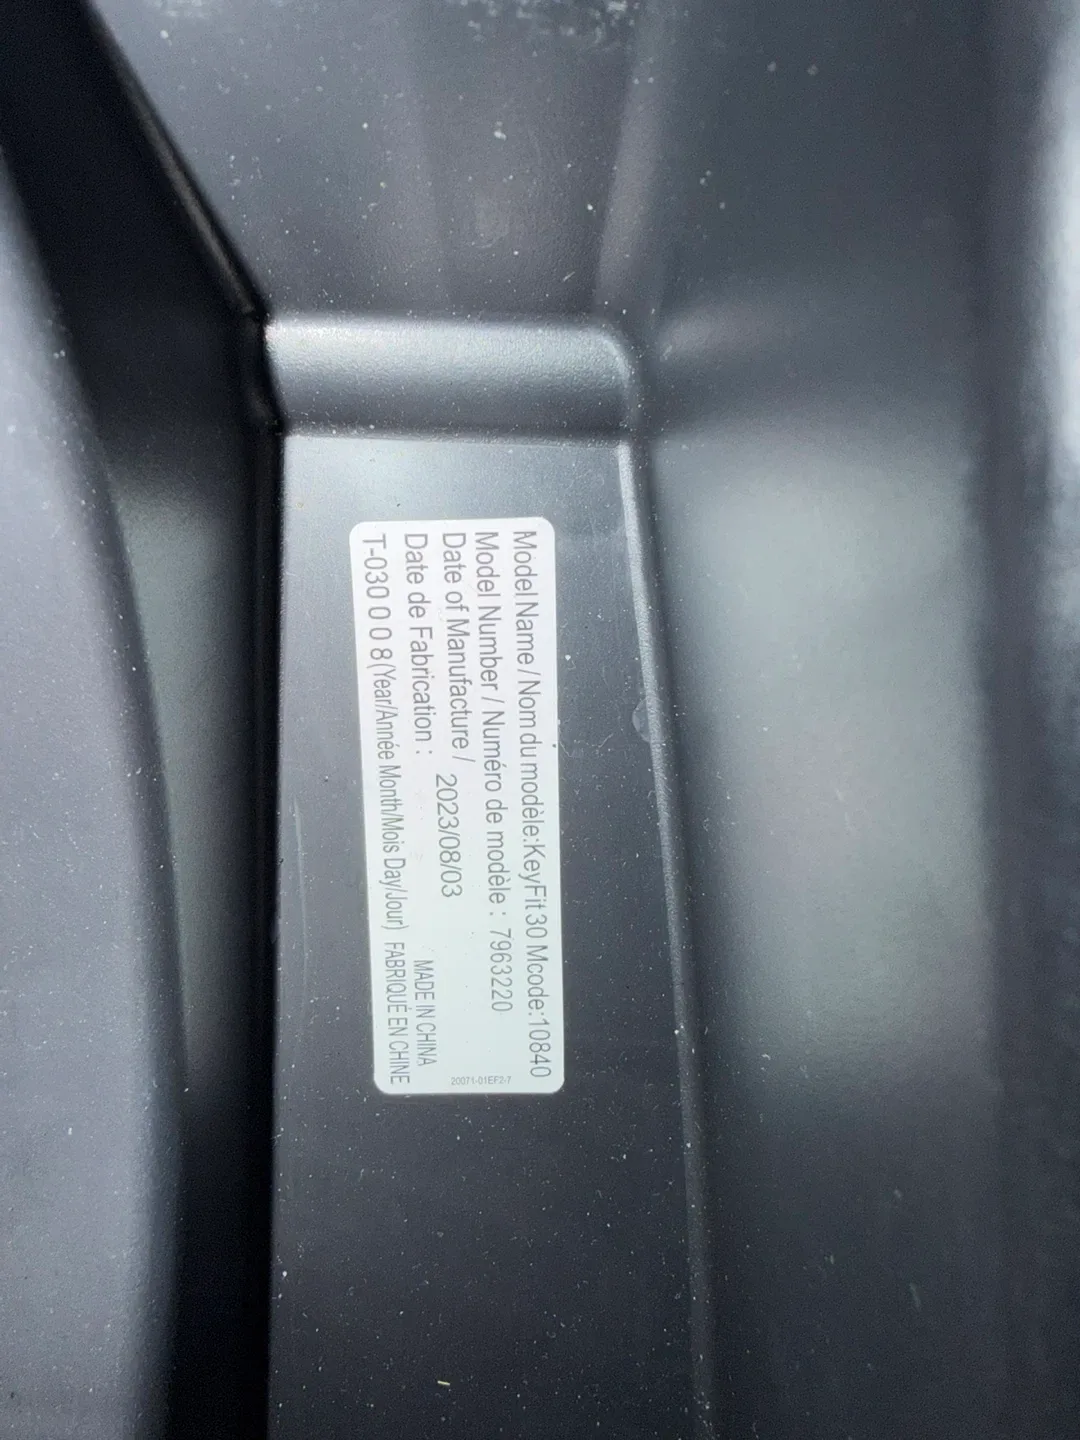 Model Name / Nom du modèle:KeyFit 30 Mcode:10840
Model Number / Numéro de modèle : 7963220
Date of Manufacture /
Date de Fabrication : 2023/08/03
MADE IN CHINA
T-030 0 0 8(Year/Année Month/Mois Day/Jour) FABRIQUÉ EN CHINE
20071-01EF2-7